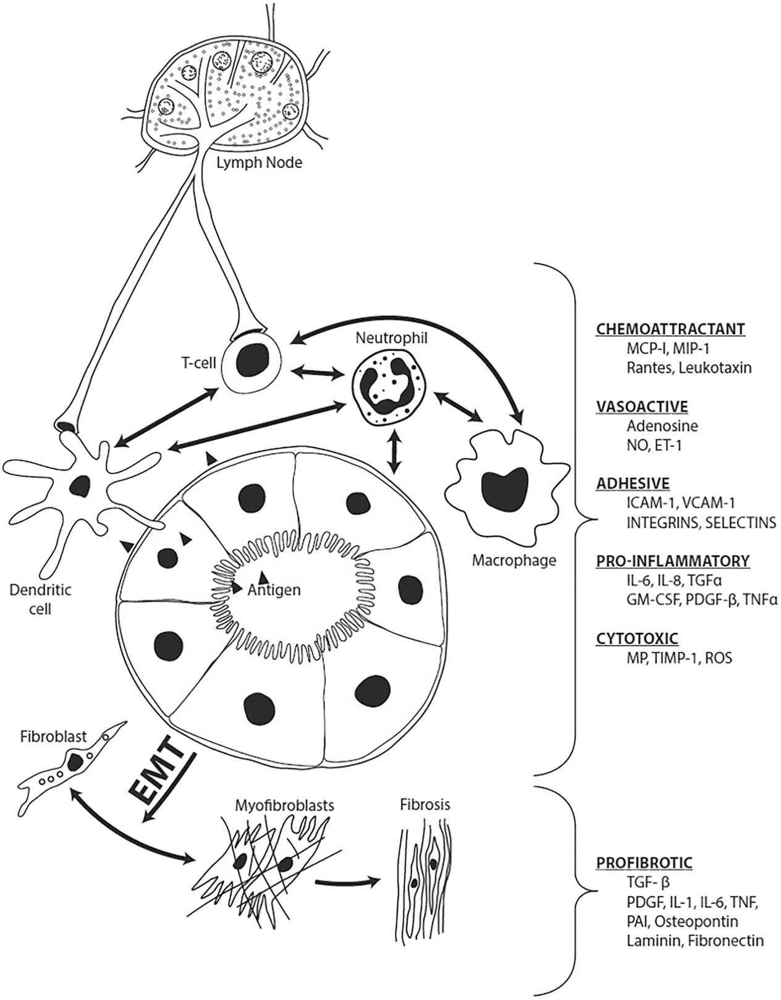 Lymph Node
Neutrophil
T-cell
Macrophage
Dendritic
cell
Antigen
Fibroblast
EMT
Myofibroblasts
Fibrosis
CHEMOATTRACTANT
MCP-I, MIP-1
Rantes, Leukotaxin
VASOACTIVE
Adenosine
NO, ET-1
ADHESIVE
ICAM-1, VCAM-1
INTEGRINS, SELECTINS
PRO-INFLAMMATORY
IL-6, IL-8, TGFα
GM-CSF, PDGF-β, TNFα
CYTOTOXIC
MP, TIMP-1, ROS
PROFIBROTIC
TGF- β
PDGF, IL-1, IL-6, TNF,
PAI, Osteopontin
Laminin, Fibronectin